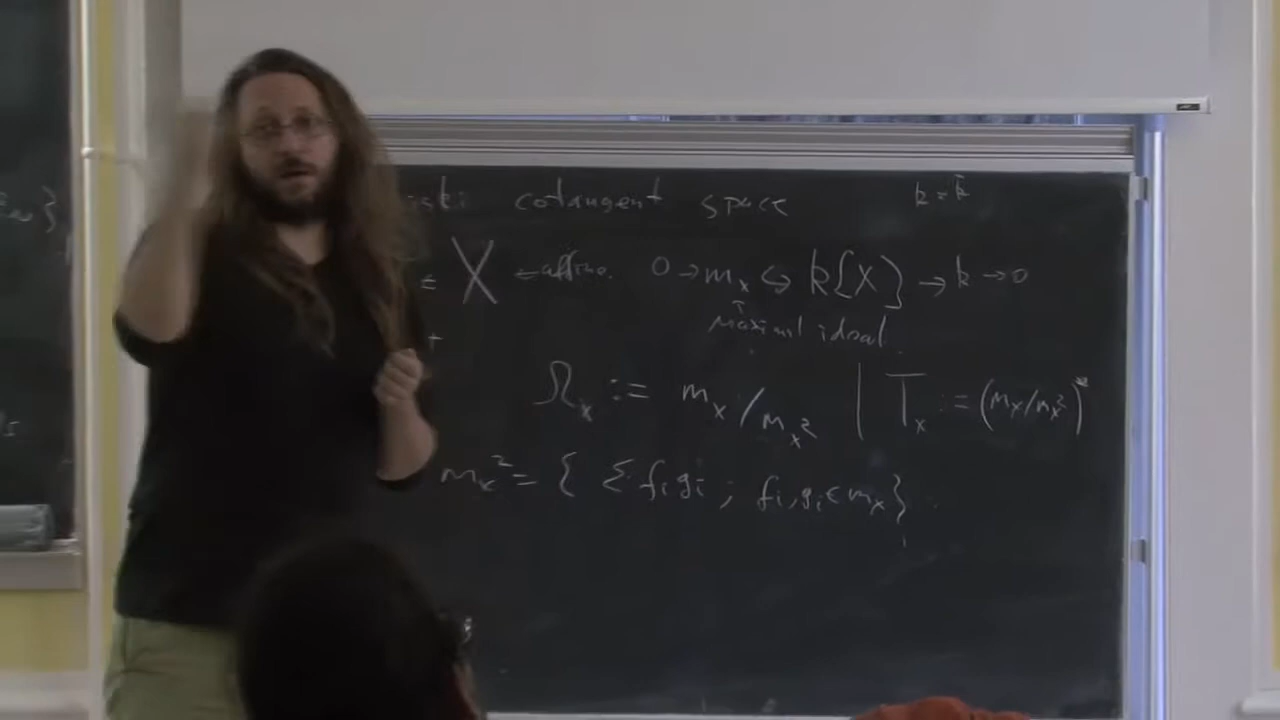 cotangent space k = k̄
∈ X ← affine. 0 → m_x ↪ k[X] → k → 0
↑
maximal ideal
Ω_x := m_x/m_x² | T_x := (m_x/m_x²)*
m_x² = { Σ f_i g_i ; f_i, g_i ∈ m_x }